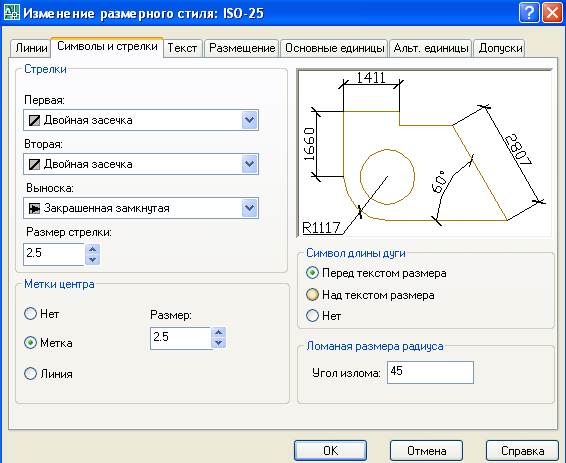 Изменение размерного стиля: ISO-25
Линии Символы и стрелки Текст Размещение Основные единицы Альт. единицы Допуски
Стрелки
Первая:
Двойная засечка
Вторая:
Двойная засечка
Выноска:
Закрашенная замкнутая
Размер стрелки:
2.5
Метки центра
Нет
Метка
Линия
Размер:
2.5
1411
1660
2807
60°
R1117
Символ длины дуги
Перед текстом размера
Над текстом размера
Нет
Ломаная размера радиуса
Угол излома: 45
OK Отмена Справка